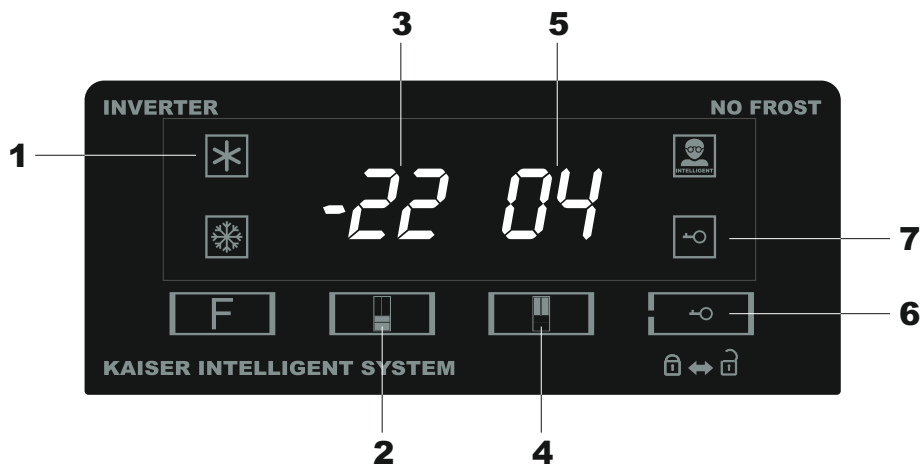 3 5
INVERTER NO FROST
1
INTELLIGENT
-22 04
7
F
6
KAISER INTELLIGENT SYSTEM
2 4